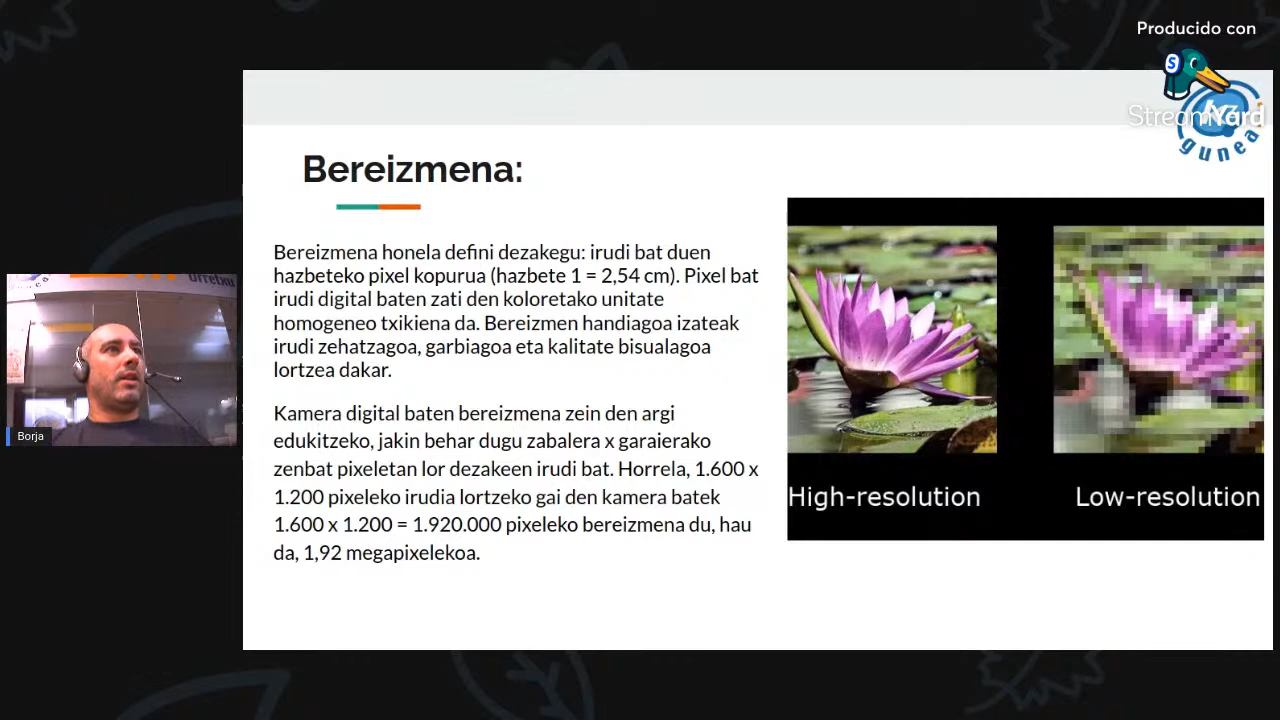 Producido con
StreamYard
KZ
gunea
Bereizmena:
Bereizmena honela defini dezakegu: irudi bat duen
hazbeteko pixel kopurua (hazbete 1 = 2,54 cm). Pixel bat
irudi digital baten zati den koloretako unitate
homogeneo txikiena da. Bereizmen handiagoa izateak
irudi zehatzagoa, garbiagoa eta kalitate bisualagoa
lortzea dakar.
Kamera digital baten bereizmena zein den argi
edukitzeko, jakin behar dugu zabalera x garaierako
zenbat pixeletan lor dezakeen irudi bat. Horrela, 1.600 x
1.200 pixeleko irudia lortzeko gai den kamera batek
1.600 x 1.200 = 1.920.000 pixeleko bereizmena du, hau
da, 1,92 megapixelekoa.
High-resolution
Low-resolution
urretxu
Borja